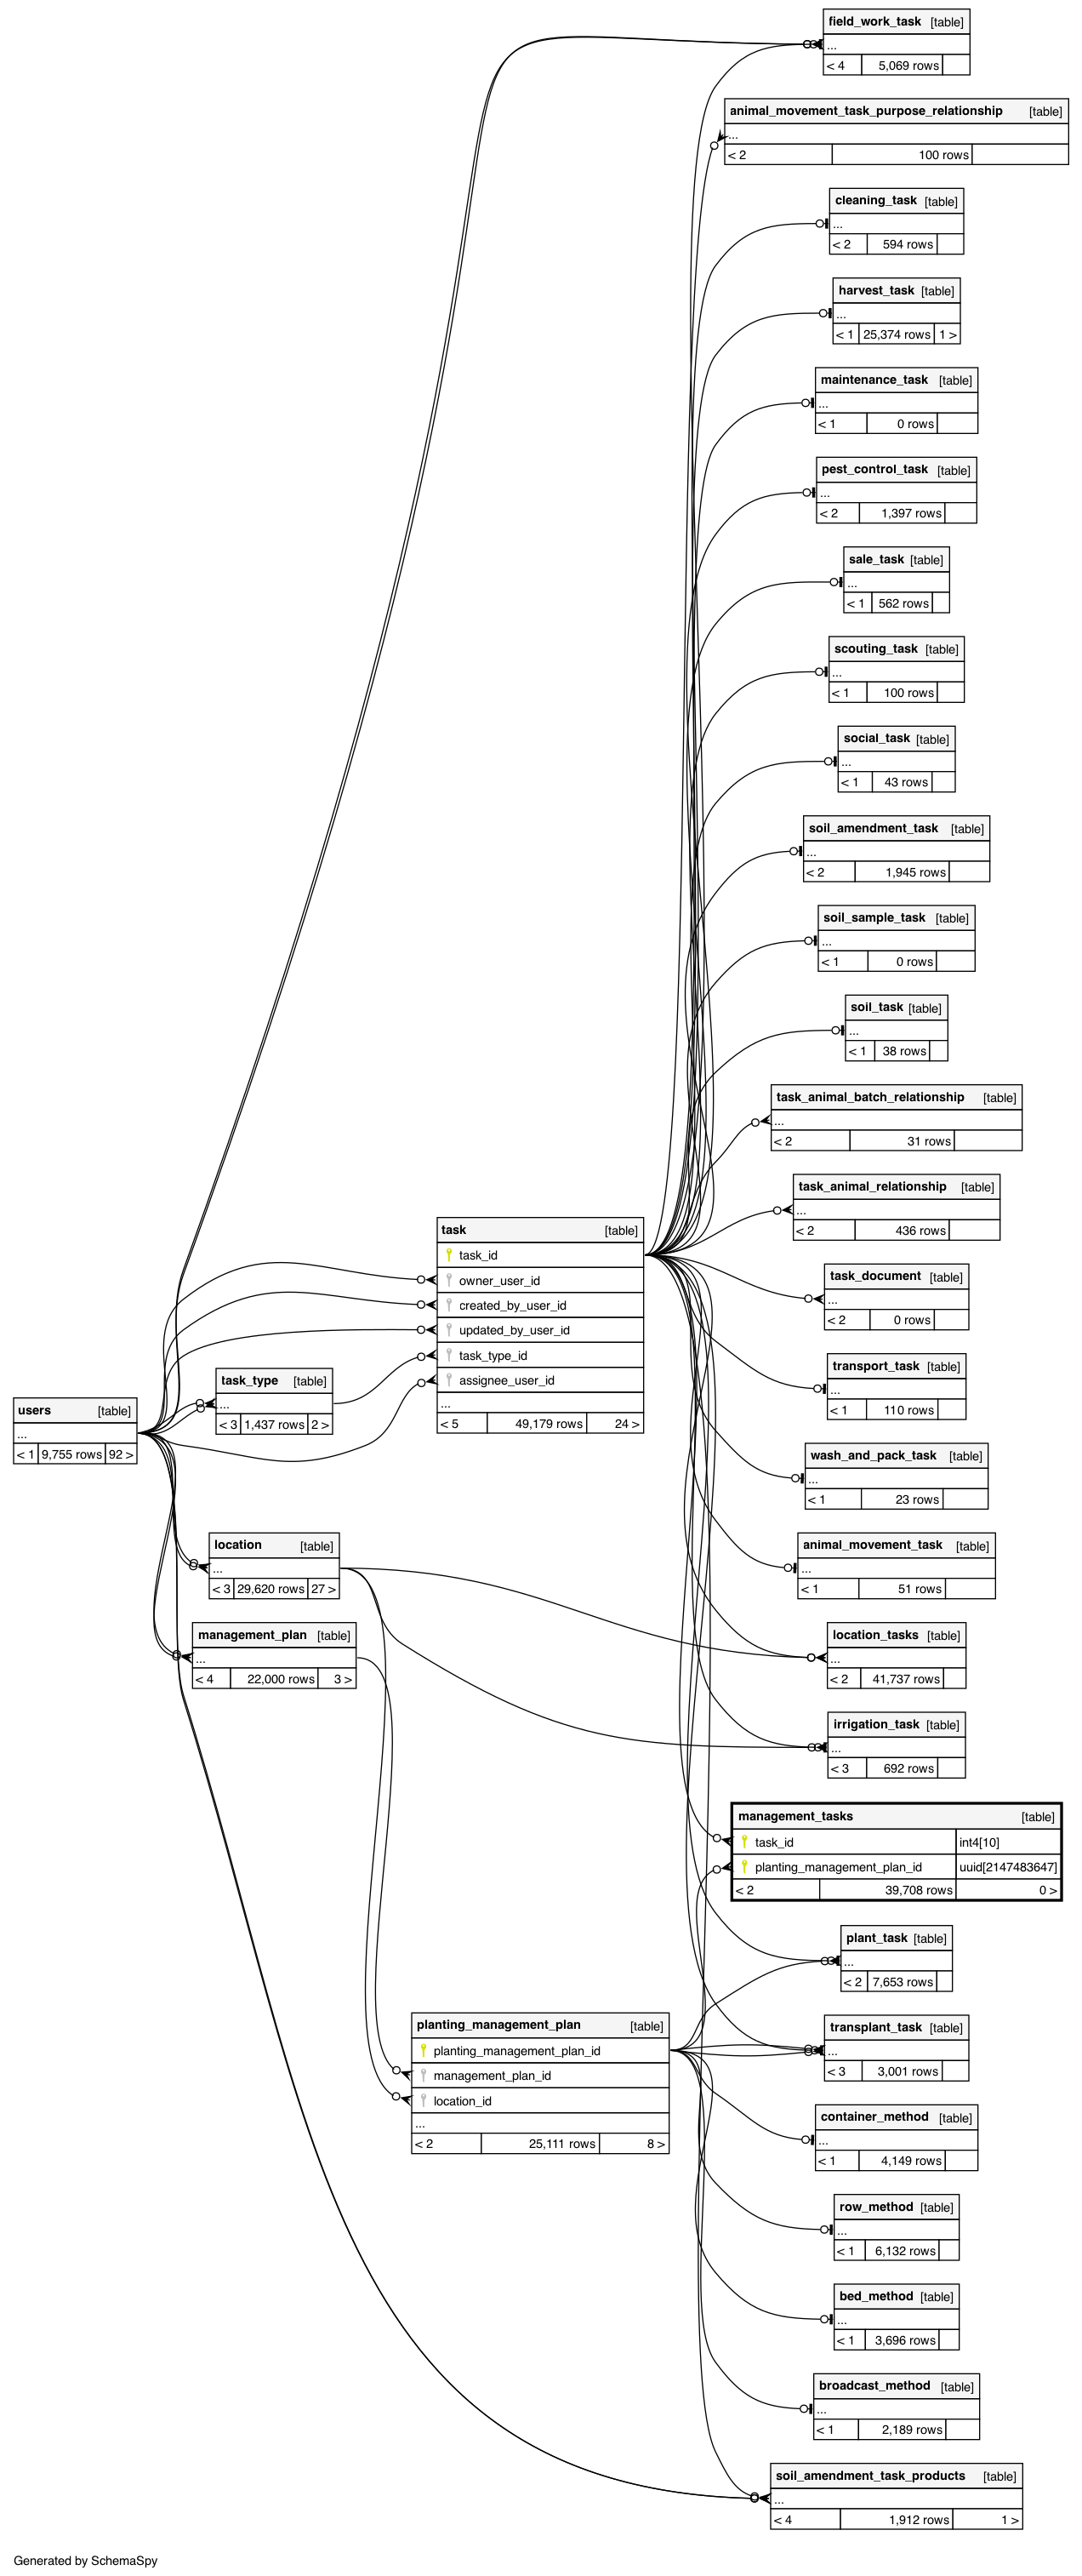 field_work_task [table]
...
< 4 5,069 rows
animal_movement_task_purpose_relationship [table]
...
< 2 100 rows
cleaning_task [table]
...
< 2 594 rows
harvest_task [table]
...
< 1 25,374 rows 1 >
maintenance_task [table]
...
< 1 0 rows
pest_control_task [table]
...
< 2 1,397 rows
sale_task [table]
...
< 1 562 rows
scouting_task [table]
...
< 1 100 rows
social_task [table]
...
< 1 43 rows
soil_amendment_task [table]
...
< 2 1,945 rows
soil_sample_task [table]
...
< 1 0 rows
soil_task [table]
...
< 1 38 rows
task_animal_batch_relationship [table]
...
< 2 31 rows
task_animal_relationship [table]
...
< 2 436 rows
task [table]
task_id
owner_user_id
created_by_user_id
updated_by_user_id
task_type_id
assignee_user_id
...
< 5 49,179 rows 24 >
task_document [table]
...
< 2 0 rows
transport_task [table]
...
< 1 110 rows
task_type [table]
...
< 3 1,437 rows 2 >
users [table]
...
< 1 9,755 rows 92 >
wash_and_pack_task [table]
...
< 1 23 rows
location [table]
...
< 3 29,620 rows 27 >
animal_movement_task [table]
...
< 1 51 rows
management_plan [table]
...
< 4 22,000 rows 3 >
location_tasks [table]
...
< 2 41,737 rows
irrigation_task [table]
...
< 3 692 rows
management_tasks [table]
task_id int4[10]
planting_management_plan_id uuid[2147483647]
< 2 39,708 rows 0 >
plant_task [table]
...
< 2 7,653 rows
planting_management_plan [table]
planting_management_plan_id
management_plan_id
location_id
...
< 2 25,111 rows 8 >
transplant_task [table]
...
< 3 3,001 rows
container_method [table]
...
< 1 4,149 rows
row_method [table]
...
< 1 6,132 rows
bed_method [table]
...
< 1 3,696 rows
broadcast_method [table]
...
< 1 2,189 rows
soil_amendment_task_products [table]
...
< 4 1,912 rows 1 >
Generated by SchemaSpy